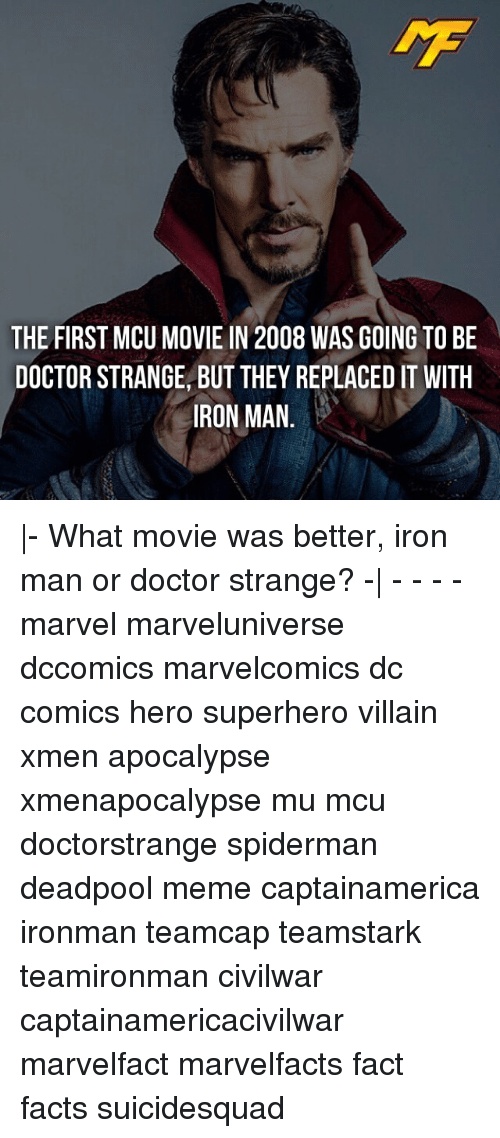 MF
THE FIRST MCU MOVIE IN 2008 WAS GOING TO BE
DOCTOR STRANGE, BUT THEY REPLACED IT WITH
IRON MAN.
|- What movie was better, iron
man or doctor strange? -| - - - -
marvel marveluniverse
dccomics marvelcomics dc
comics hero superhero villain
xmen apocalypse
xmenapocalypse mu mcu
doctorstrange spiderman
deadpool meme captainamerica
ironman teamcap teamstark
teamironman civilwar
captainamericacivilwar
marvelfact marvelfacts fact
facts suicidesquad